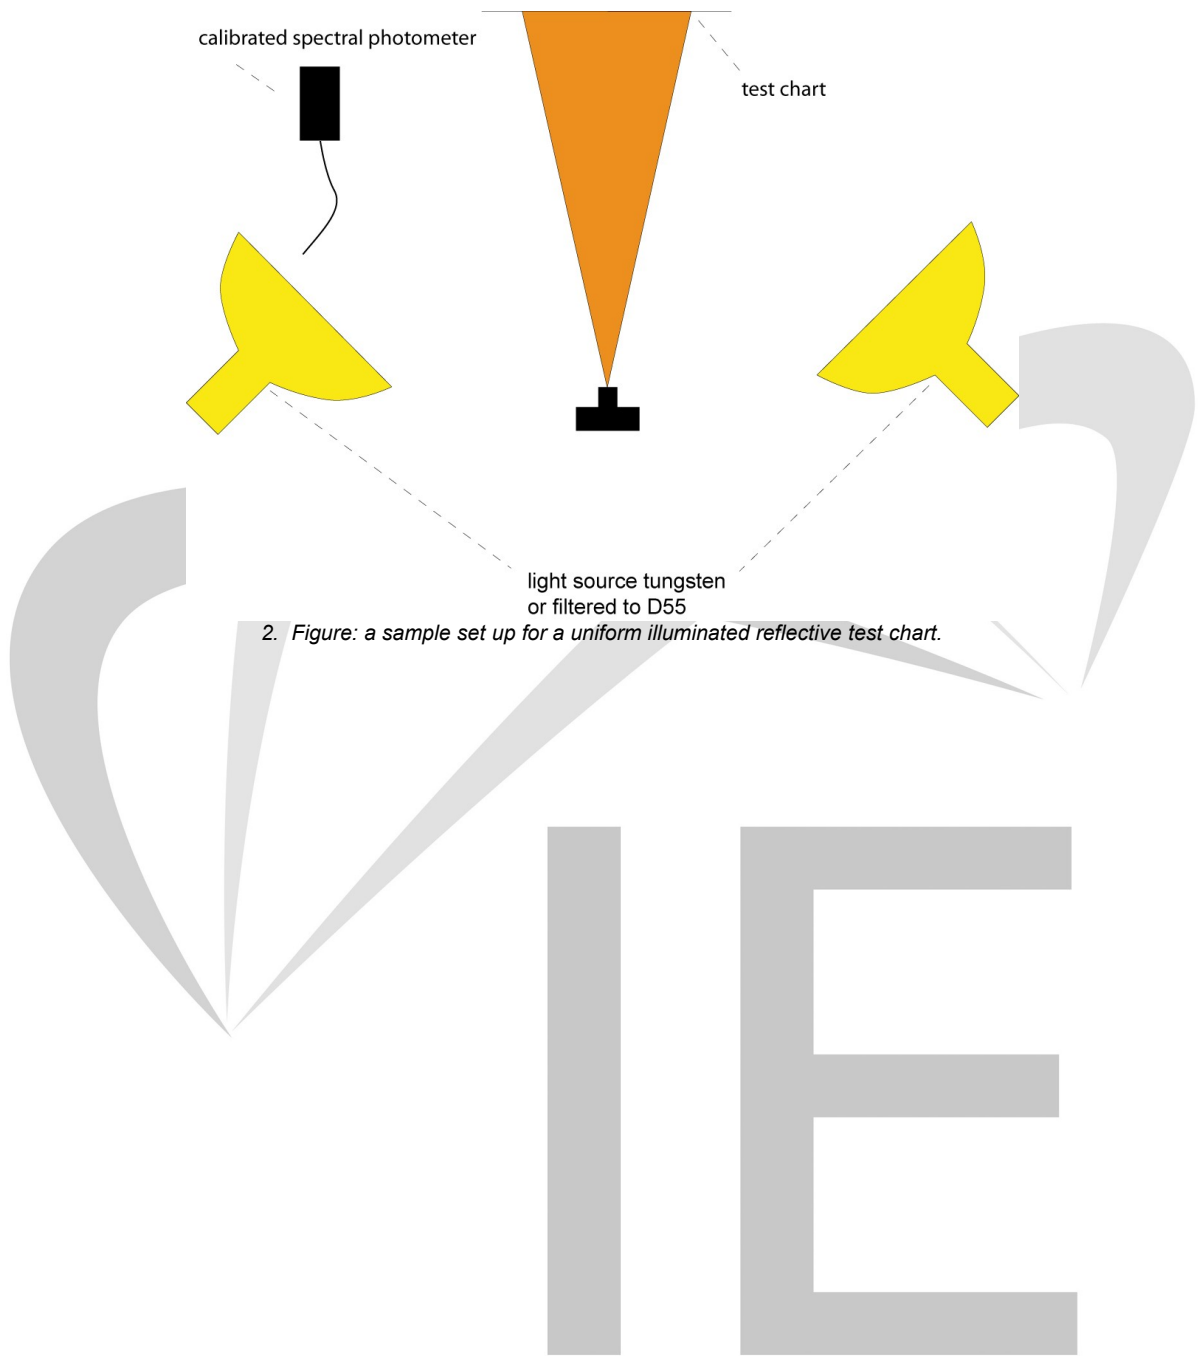 calibrated spectral photometer
test chart
light source tungsten
or filtered to D55
2. Figure: a sample set up for a uniform illuminated reflective test chart.
IE